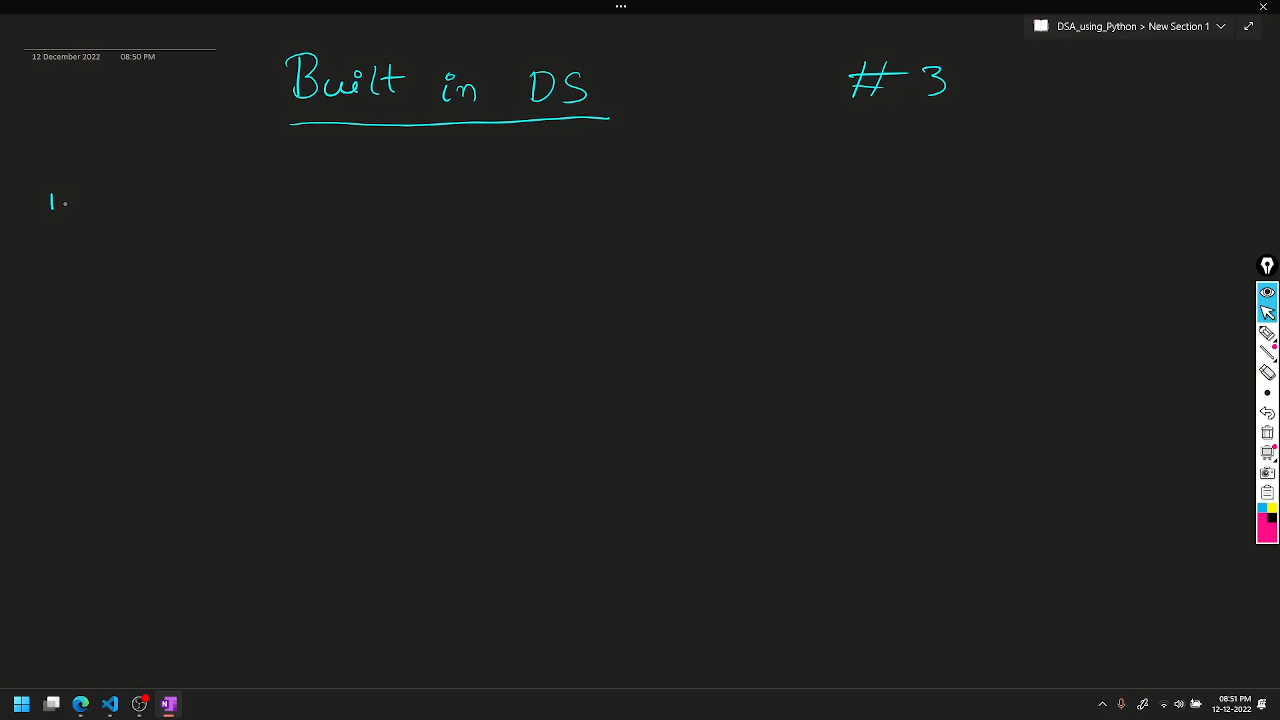 DSA_using_Python > New Section 1
12 December 2022 08:50 PM
Built in DS # 3
1.
08:51 PM
12-12-2022